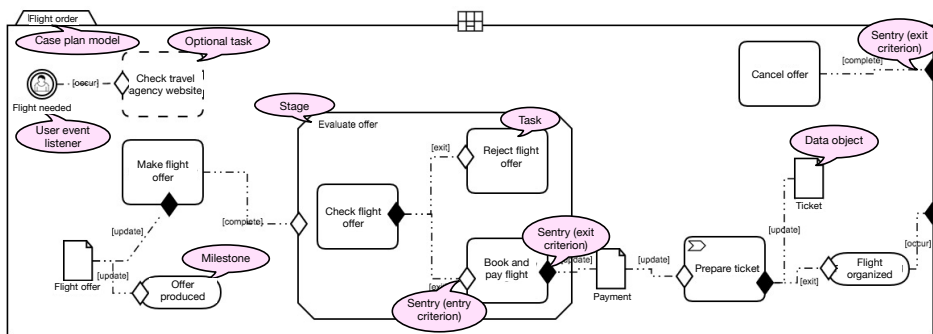 Flight order
Case plan model
Optional task
Sentry (exit
criterion)
[complete]
Cancel offer
[occur]
Check travel
agency website
Flight needed
User event
listener
Stage
Evaluate offer
Task
Reject flight
offer
[exit]
Data object
Make flight
offer
Check flight
offer
Ticket
[complete]
[update]
Sentry (exit
criterion)
[update]
[update]
[occur]
Milestone
Book and
pay flight
Prepare ticket
Flight
organized
Flight offer
[update]
Offer
produced
[exit]
Sentry (entry
criterion)
Payment
[update]
[exit]